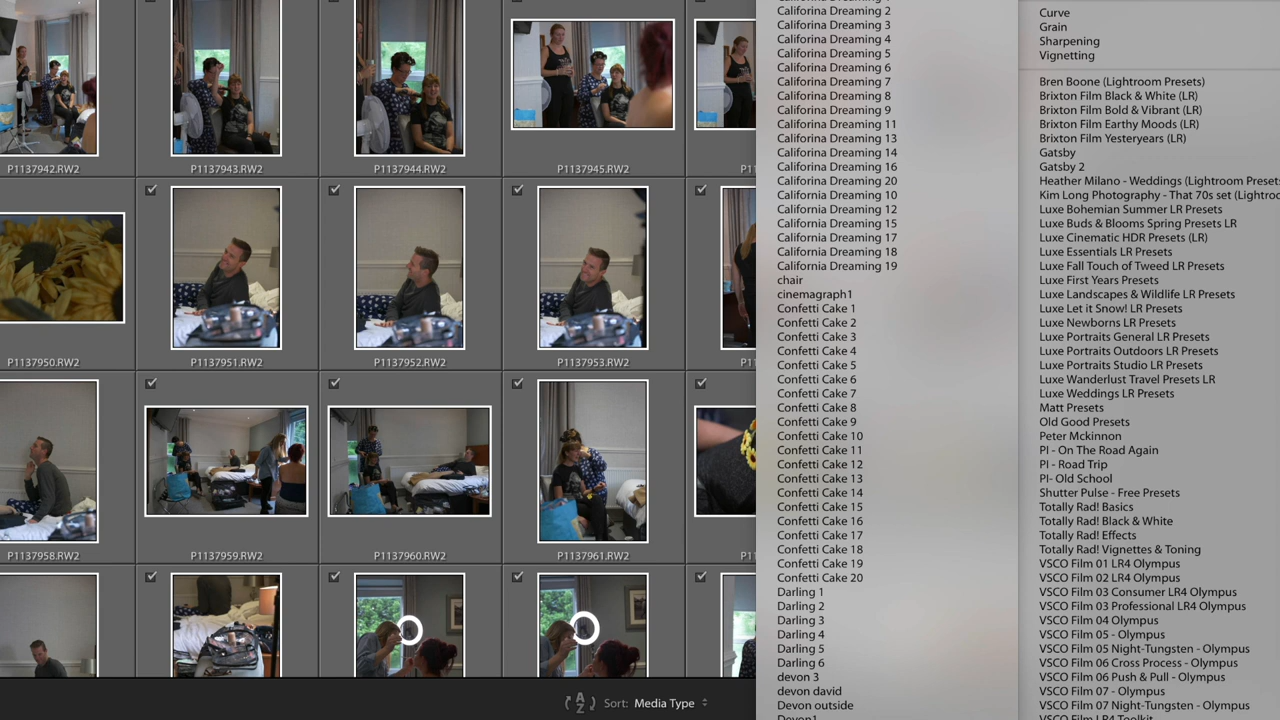 P1137942.RW2
P1137943.RW2
P1137944.RW2
P1137945.RW2
P1137950.RW2
P1137951.RW2
P1137952.RW2
P1137953.RW2
P1137958.RW2
P1137959.RW2
P1137960.RW2
P1137961.RW2
Sort: Media Type
Califorina Dreaming 2
Califorina Dreaming 3
Califorina Dreaming 4
Califorina Dreaming 5
Califorina Dreaming 6
Califorina Dreaming 7
Califorina Dreaming 8
Califorina Dreaming 9
Califorina Dreaming 11
Califorina Dreaming 13
Califorina Dreaming 14
Califorina Dreaming 16
Califorina Dreaming 20
California Dreaming 10
California Dreaming 12
California Dreaming 15
California Dreaming 17
California Dreaming 18
California Dreaming 19
chair
cinemagraph1
Confetti Cake 1
Confetti Cake 2
Confetti Cake 3
Confetti Cake 4
Confetti Cake 5
Confetti Cake 6
Confetti Cake 7
Confetti Cake 8
Confetti Cake 9
Confetti Cake 10
Confetti Cake 11
Confetti Cake 12
Confetti Cake 13
Confetti Cake 14
Confetti Cake 15
Confetti Cake 16
Confetti Cake 17
Confetti Cake 18
Confetti Cake 19
Confetti Cake 20
Darling 1
Darling 2
Darling 3
Darling 4
Darling 5
Darling 6
devon 3
devon david
Devon outside
Devon1
Curve
Grain
Sharpening
Vignetting
Bren Boone (Lightroom Presets)
Brixton Film Black & White (LR)
Brixton Film Bold & Vibrant (LR)
Brixton Film Earthy Moods (LR)
Brixton Film Yesteryears (LR)
Gatsby
Gatsby 2
Heather Milano - Weddings (Lightroom Presets
Kim Long Photography - That 70s set (Lightroo
Luxe Bohemian Summer LR Presets
Luxe Buds & Blooms Spring Presets LR
Luxe Cinematic HDR Presets (LR)
Luxe Essentials LR Presets
Luxe Fall Touch of Tweed LR Presets
Luxe First Years Presets
Luxe Landscapes & Wildlife LR Presets
Luxe Let it Snow! LR Presets
Luxe Newborns LR Presets
Luxe Portraits General LR Presets
Luxe Portraits Outdoors LR Presets
Luxe Portraits Studio LR Presets
Luxe Wanderlust Travel Presets LR
Luxe Weddings LR Presets
Matt Presets
Old Good Presets
Peter Mckinnon
PI - On The Road Again
PI - Road Trip
PI- Old School
Shutter Pulse - Free Presets
Totally Rad! Basics
Totally Rad! Black & White
Totally Rad! Effects
Totally Rad! Vignettes & Toning
VSCO Film 01 LR4 Olympus
VSCO Film 02 LR4 Olympus
VSCO Film 03 Consumer LR4 Olympus
VSCO Film 03 Professional LR4 Olympus
VSCO Film 04 Olympus
VSCO Film 05 - Olympus
VSCO Film 05 Night-Tungsten - Olympus
VSCO Film 06 Cross Process - Olympus
VSCO Film 06 Push & Pull - Olympus
VSCO Film 07 - Olympus
VSCO Film 07 Night-Tungsten - Olympus
VSCO Film LR4 Toolkit